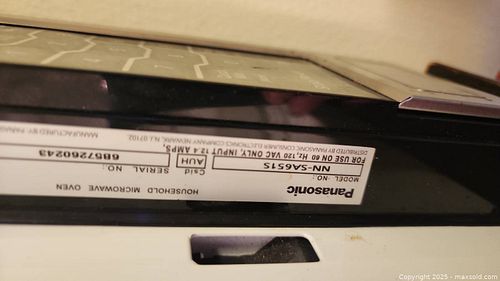 Panasonic
HOUSEHOLD MICROWAVE OVEN
MODEL NO.: Csid SERIAL NO.:
NN-SA651S AUH 6B57260243
FOR USE ON 60 Hz, 120 VAC ONLY, INPUT 12.4 AMPS,
DISTRIBUTED BY: PANASONIC CONSUMER ELECTRONICS COMPANY NEWARK, N.J. 07102,
MANUFACTURED BY:
Copyright © 2025 - maxsold.com